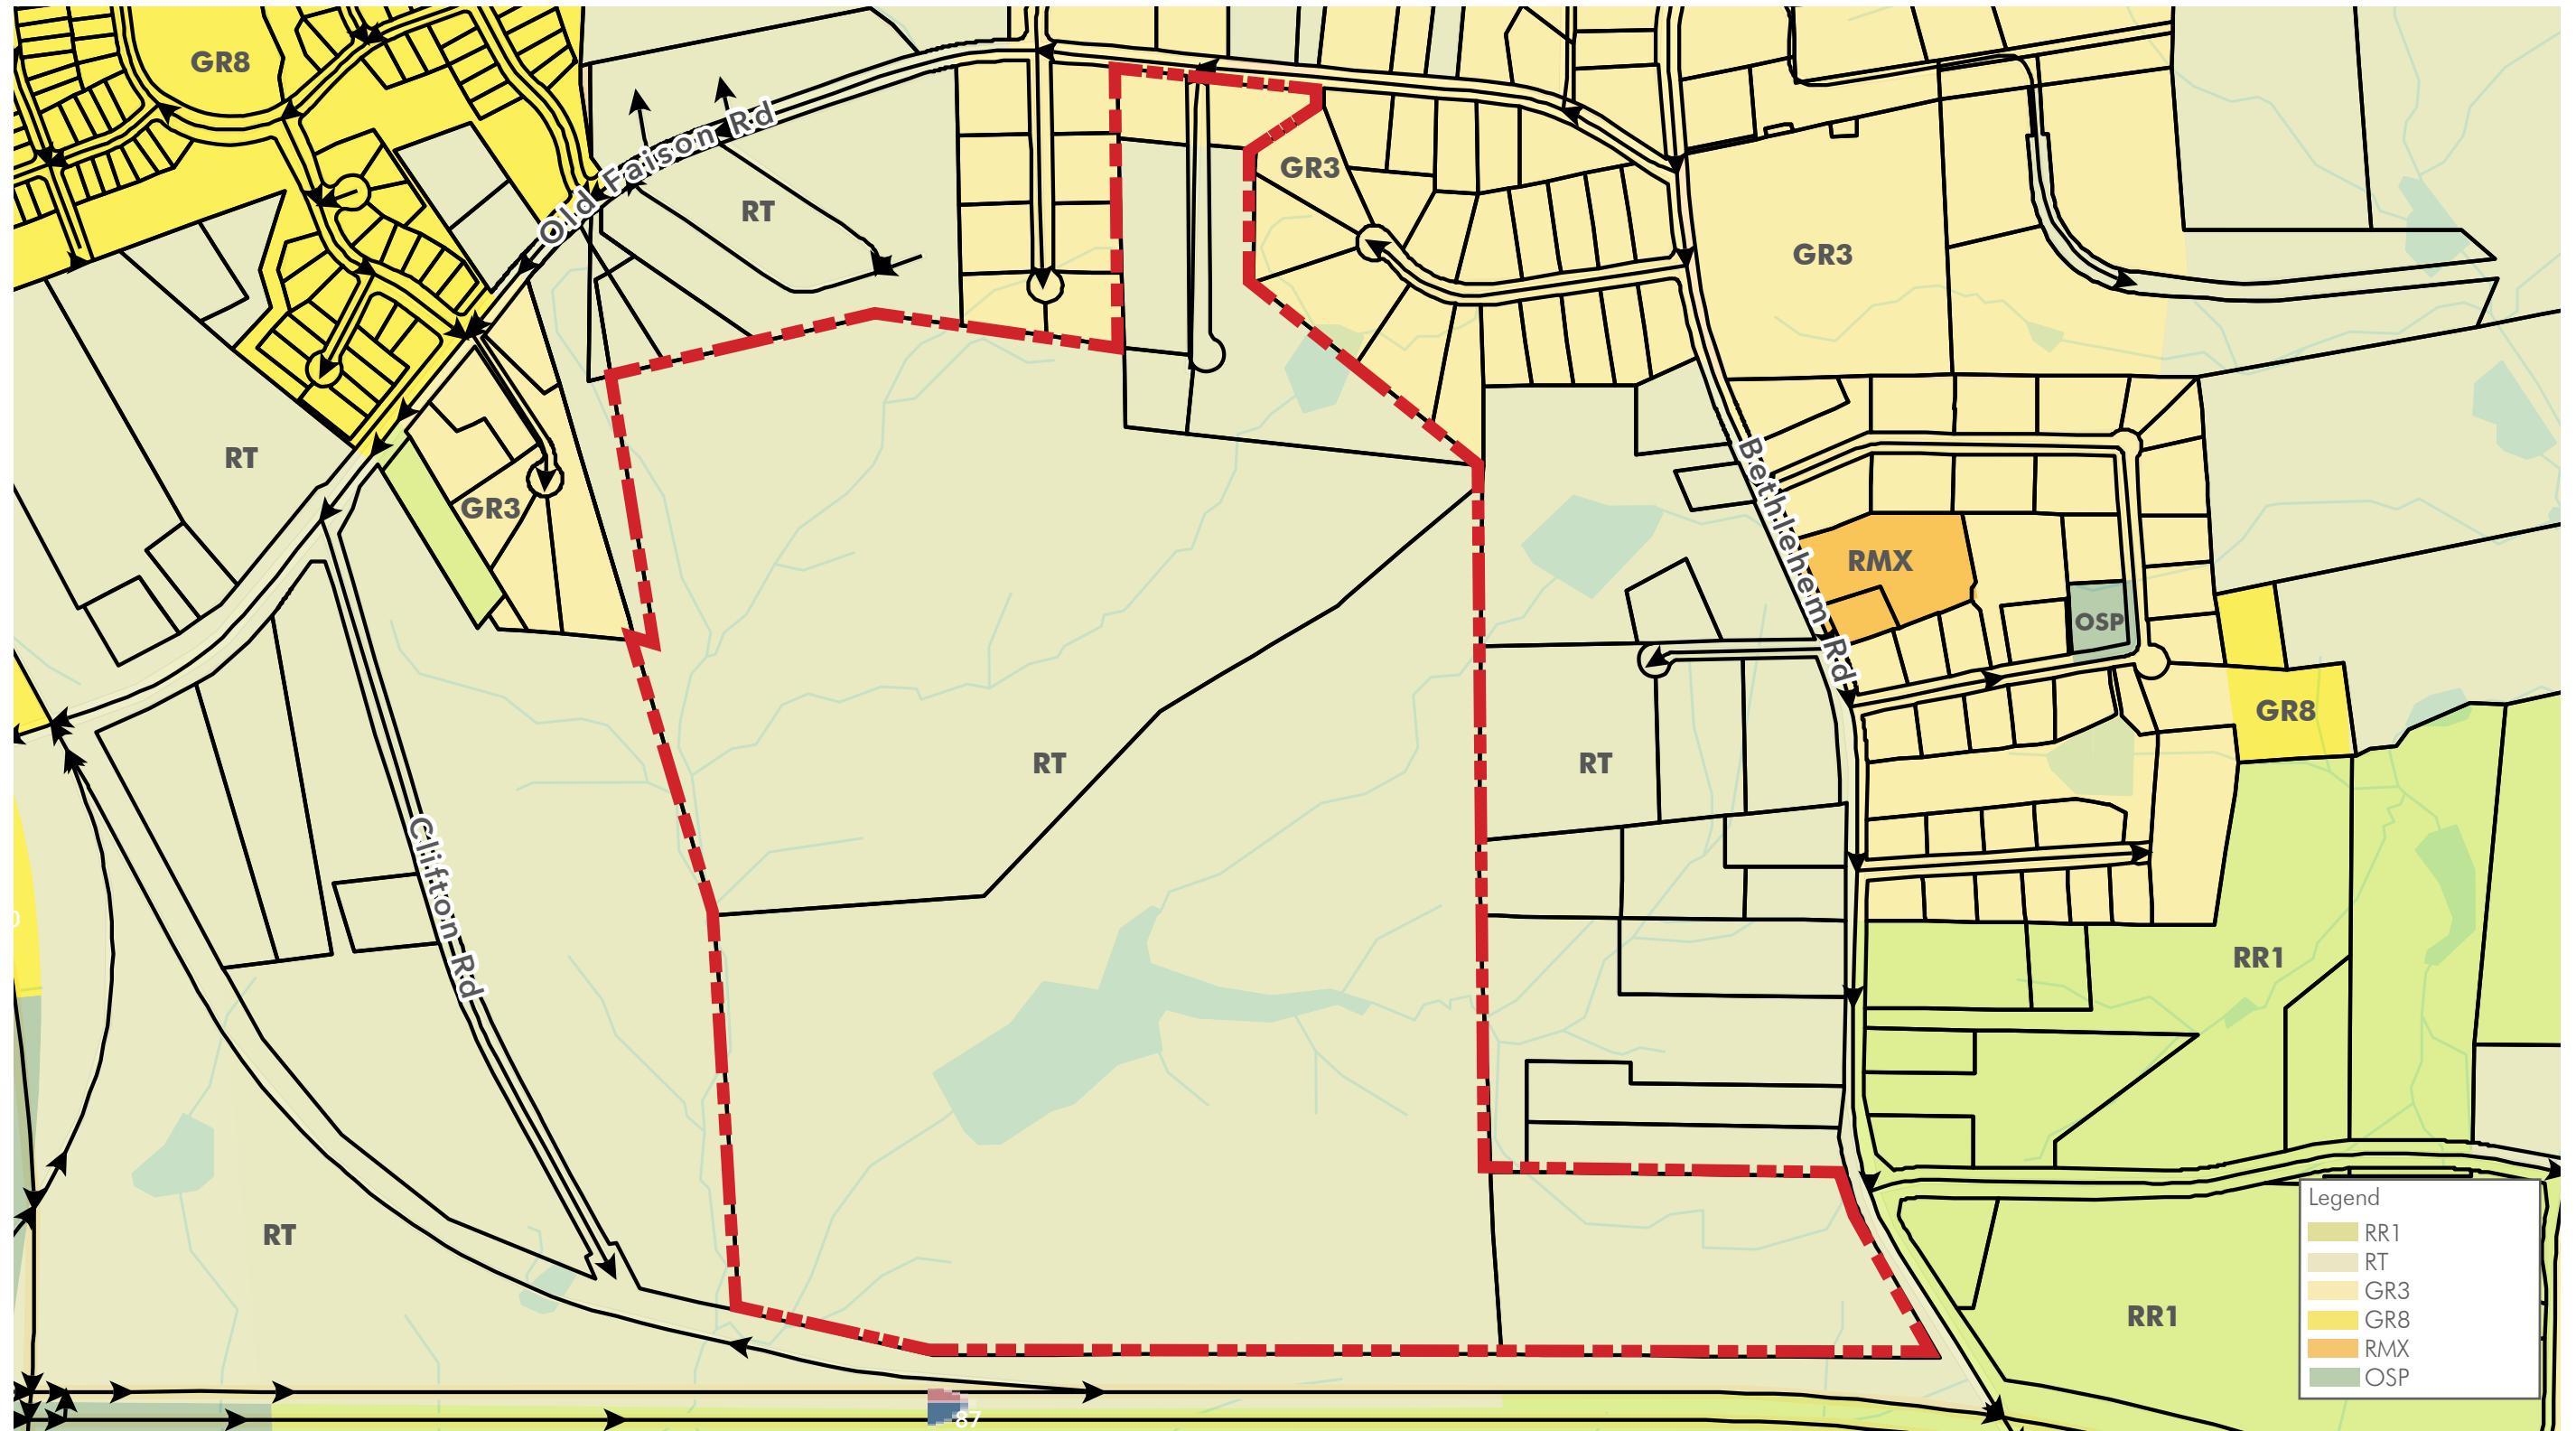 GR8
Old Faison Rd
RT
GR3
GR3
RT
GR3
RMX
OSP
Bethlehem Rd
GR8
RT
RT
Clifton Rd
RR1
RT
RR1
87
Legend
RR1
RT
GR3
GR8
RMX
OSP